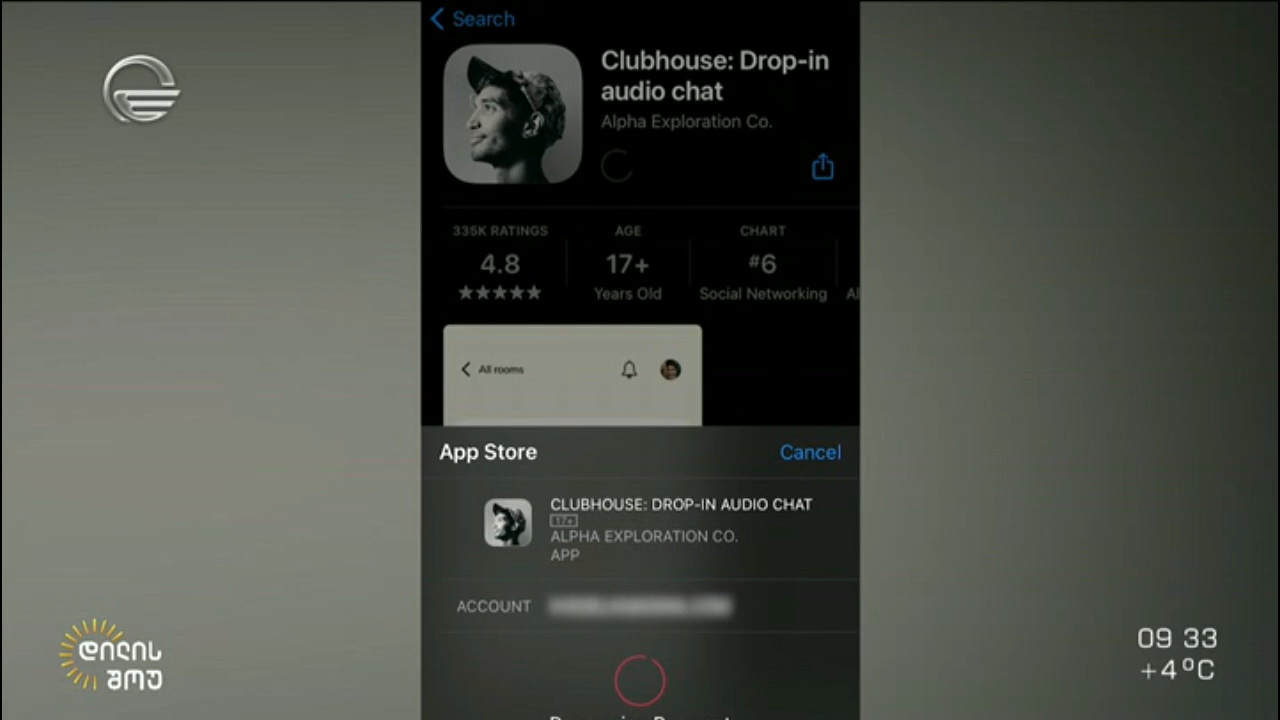 Search
Clubhouse: Drop-in
audio chat
Alpha Exploration Co.
335K RATINGS
4.8
AGE
17+
Years Old
CHART
#6
Social Networking
All rooms
App Store
Cancel
CLUBHOUSE: DROP-IN AUDIO CHAT
17+
ALPHA EXPLORATION CO.
APP
ACCOUNT
დილის
შოუ
09 33
+4°C